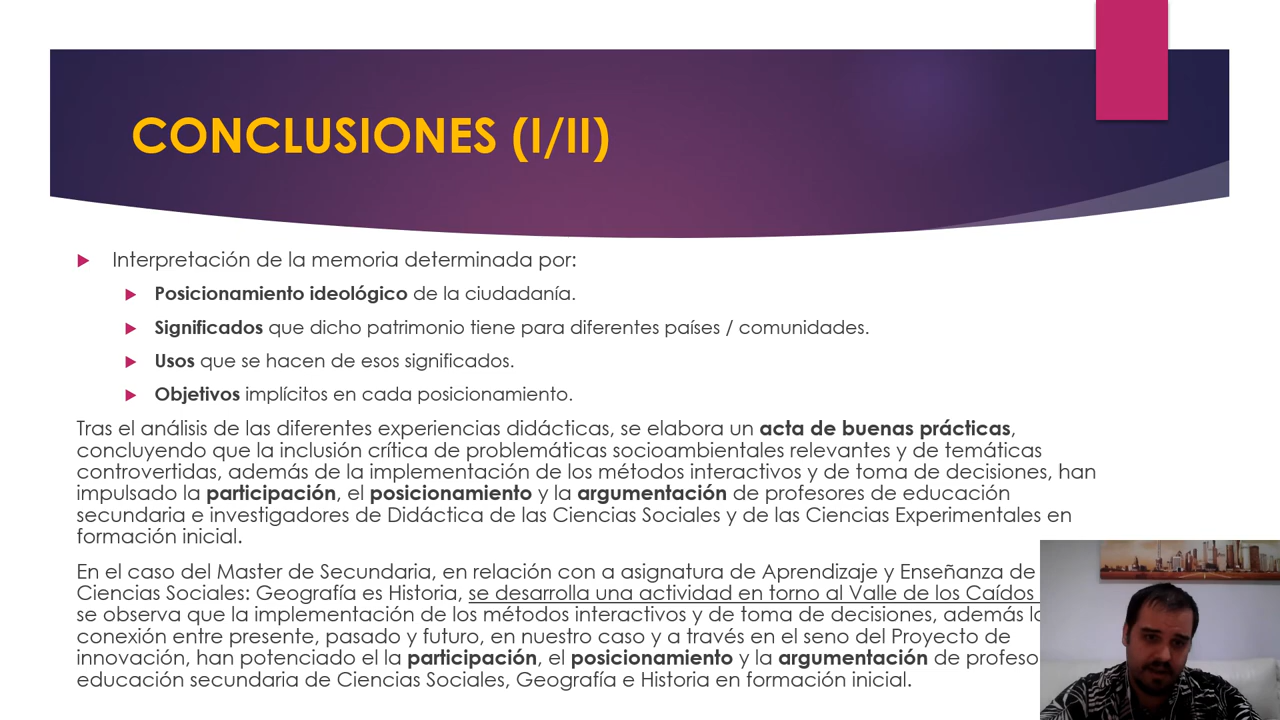 CONCLUSIONES (I/II)
Interpretación de la memoria determinada por:
Posicionamiento ideológico de la ciudadanía.
Significados que dicho patrimonio tiene para diferentes países / comunidades.
Usos que se hacen de esos significados.
Objetivos implícitos en cada posicionamiento.
Tras el análisis de las diferentes experiencias didácticas, se elabora un acta de buenas prácticas,
concluyendo que la inclusión crítica de problemáticas socioambientales relevantes y de temáticas
controvertidas, además de la implementación de los métodos interactivos y de toma de decisiones, han
impulsado la participación, el posicionamiento y la argumentación de profesores de educación
secundaria e investigadores de Didáctica de las Ciencias Sociales y de las Ciencias Experimentales en
formación inicial.
En el caso del Master de Secundaria, en relación con a asignatura de Aprendizaje y Enseñanza de
Ciencias Sociales: Geografía es Historia, se desarrolla una actividad en torno al Valle de los Caídos
se observa que la implementación de los métodos interactivos y de toma de decisiones, además
conexión entre presente, pasado y futuro, en nuestro caso y a través en el seno del Proyecto de
innovación, han potenciado el la participación, el posicionamiento y la argumentación de
educación secundaria de Ciencias Sociales, Geografía e Historia en formación inicial.